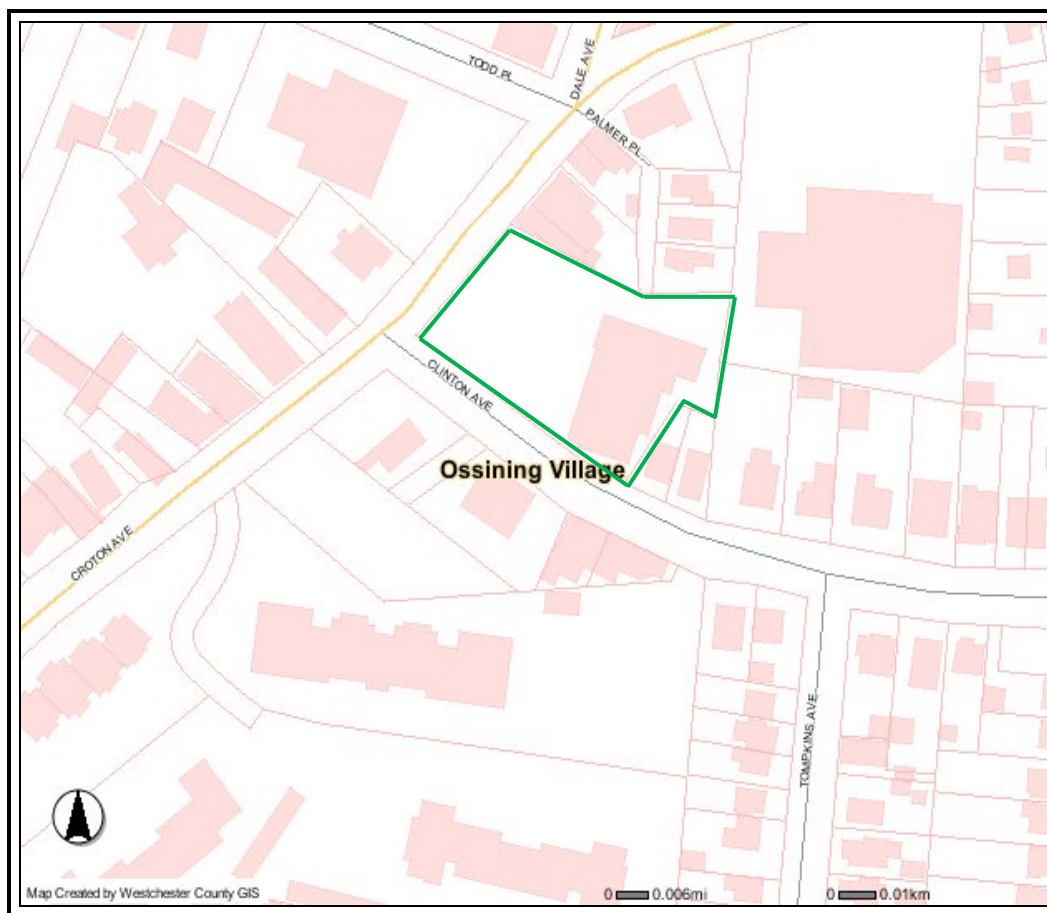 TODD PL
DALE AVE
PALMER PL
CLINTON AVE
Ossining Village
CROTON AVE
TOMPKINS AVE
Map Created by Westchester County GIS
0 0.006mi
0 0.01km